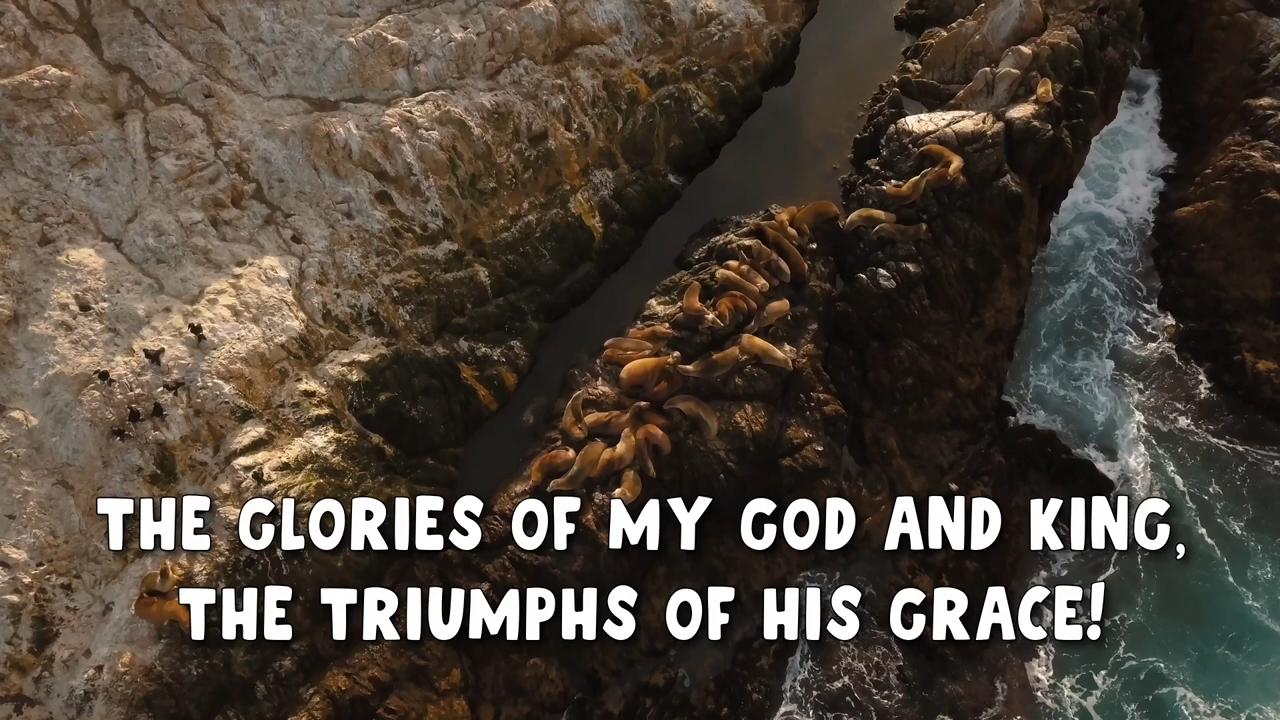 THE GLORIES OF MY GOD AND KING,
THE TRIUMPHS OF HIS GRACE!